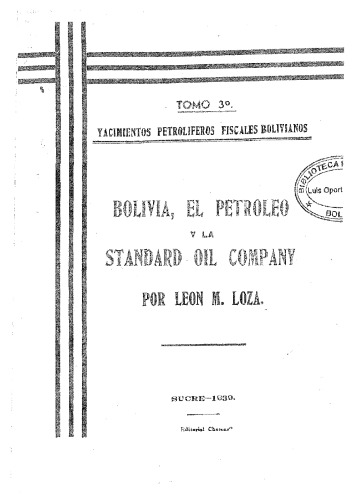 TOMO 3º.
YACIMIENTOS PETROLIFEROS FISCALES BOLIVIANOS
BIBLIOTECA
Luis Oport
BOL
BOLIVIA, EL PETROLEO
Y LA
STANDARD OIL COMPANY
POR LEON M. LOZA.
SUCRE—1939.
Editorial